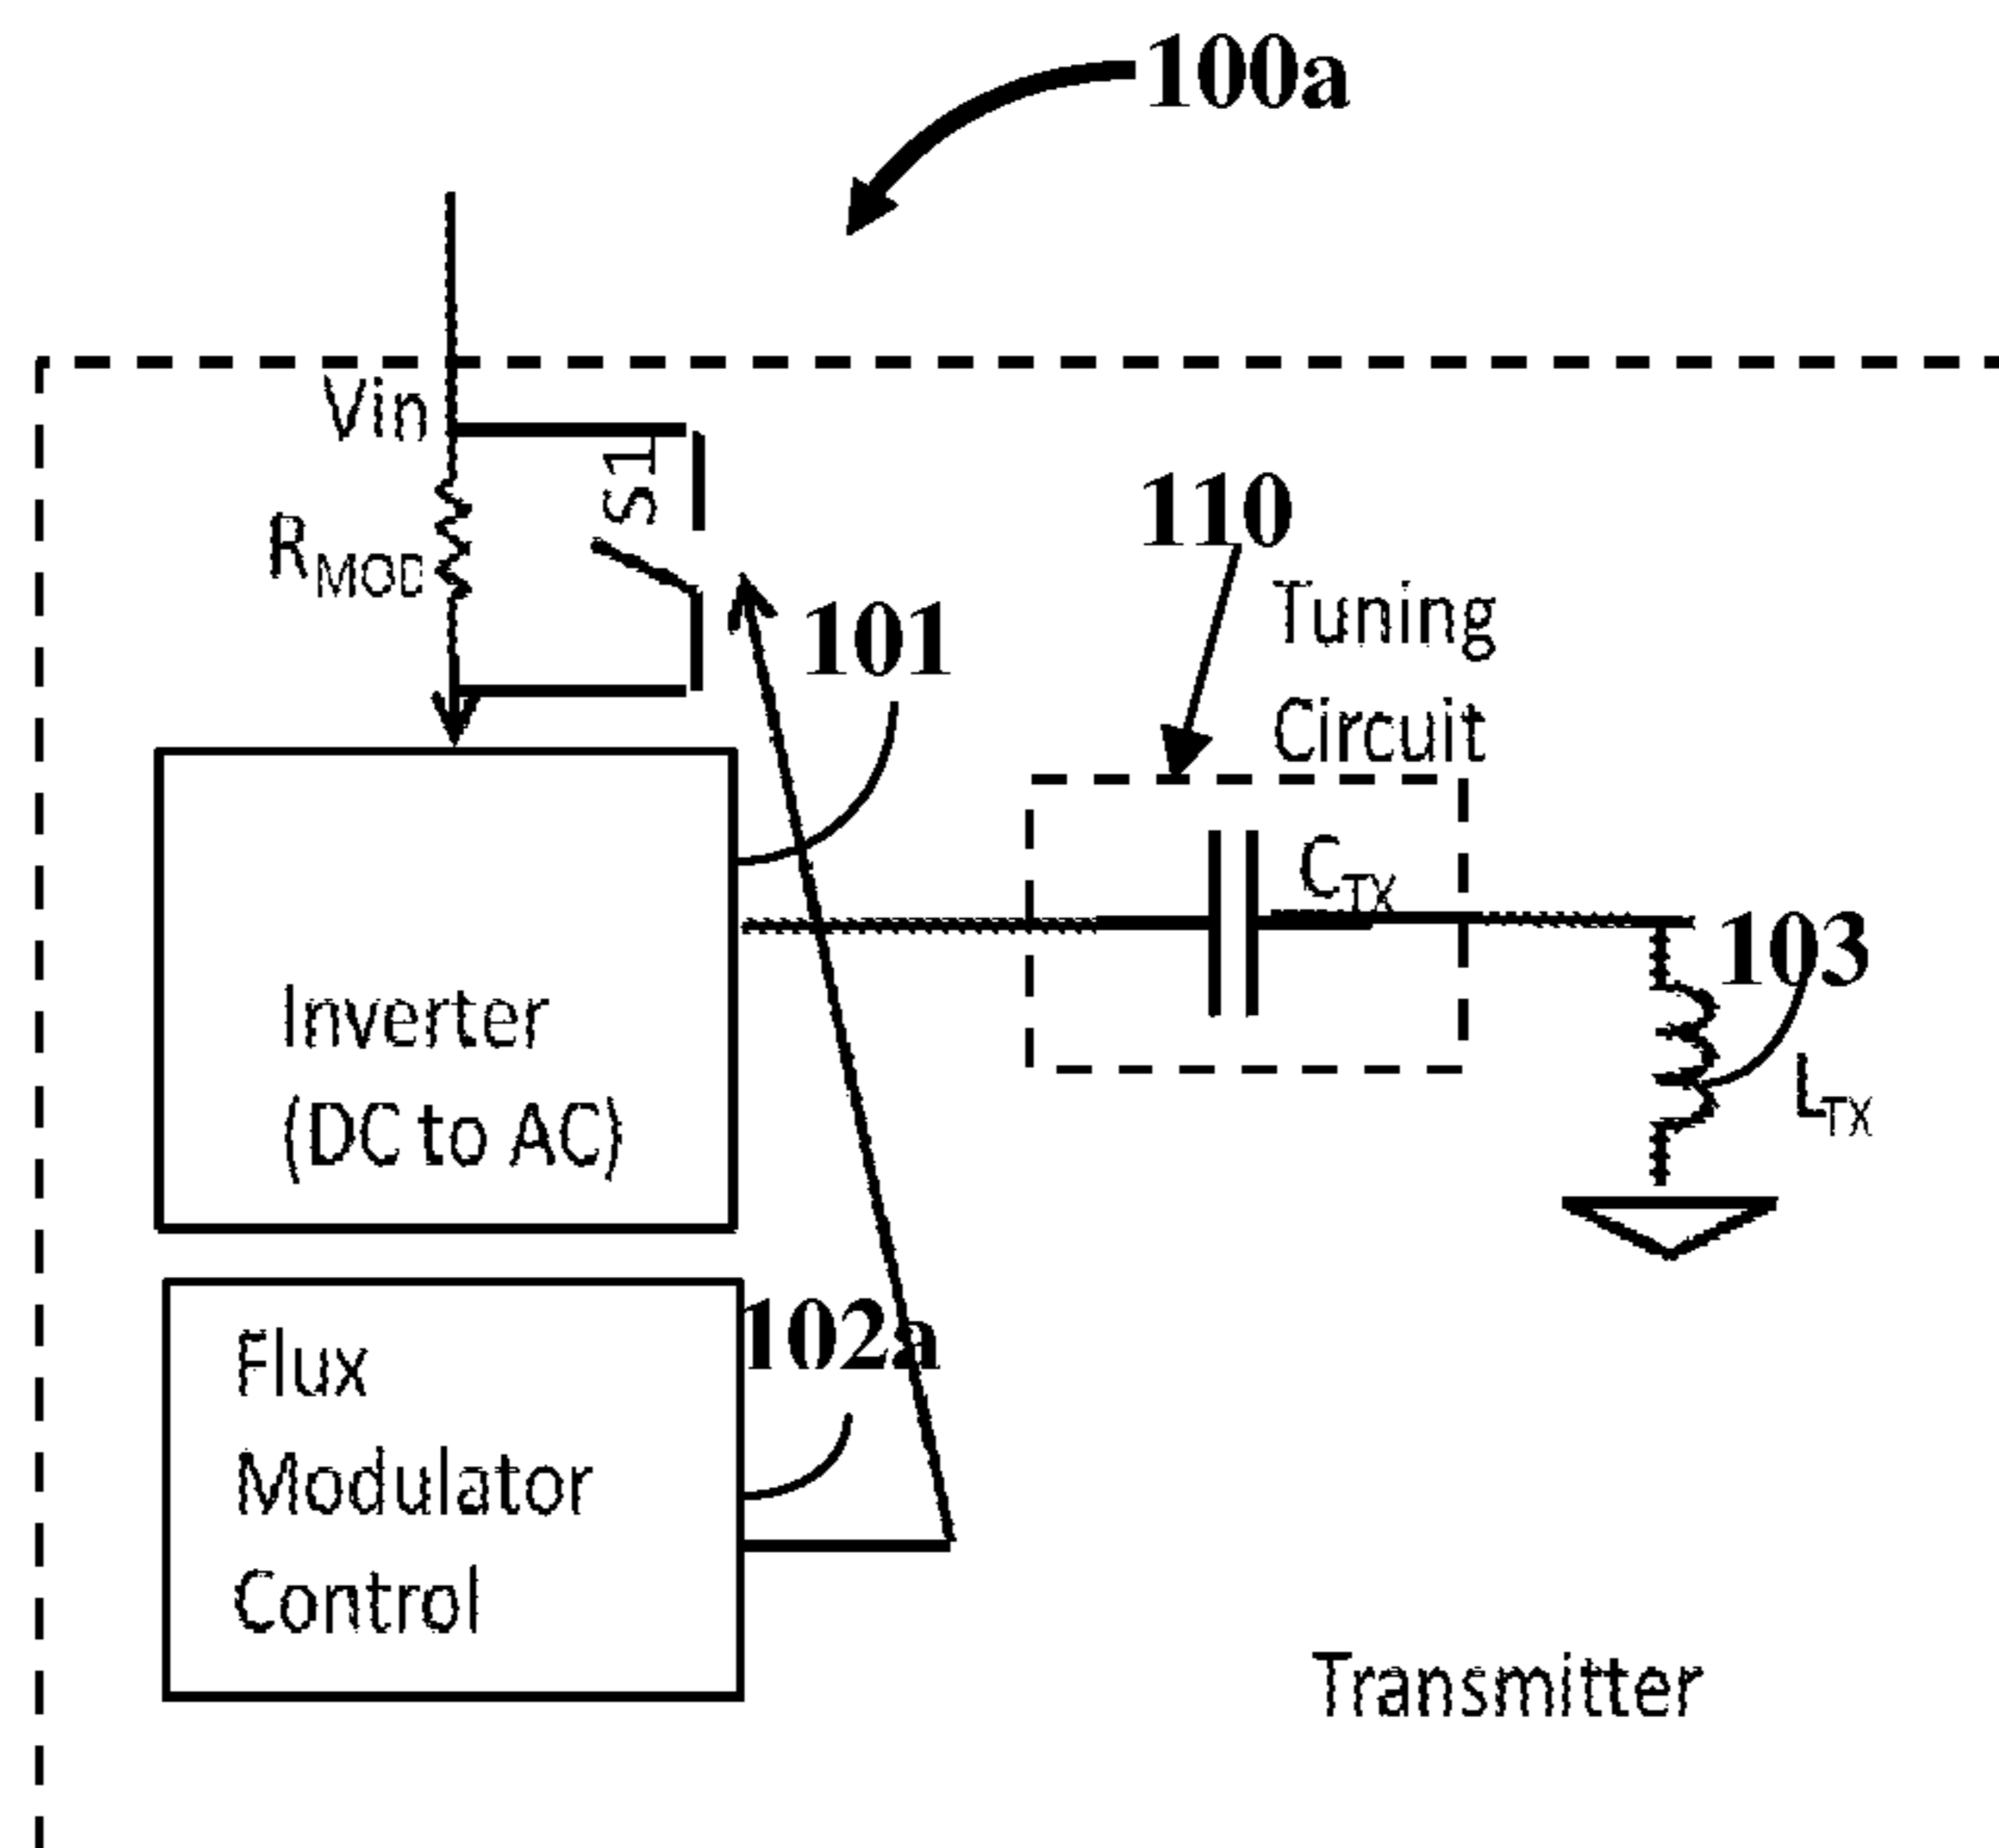 100a
Vin
S1
R_MOD
110
Tuning
Circuit
101
C_TX
103
Inverter
(DC to AC)
L_TX
102a
Flux
Modulator
Control
Transmitter